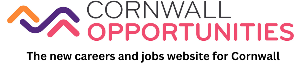 CORNWALL
OPPORTUNITIES
The new careers and jobs website for Cornwall